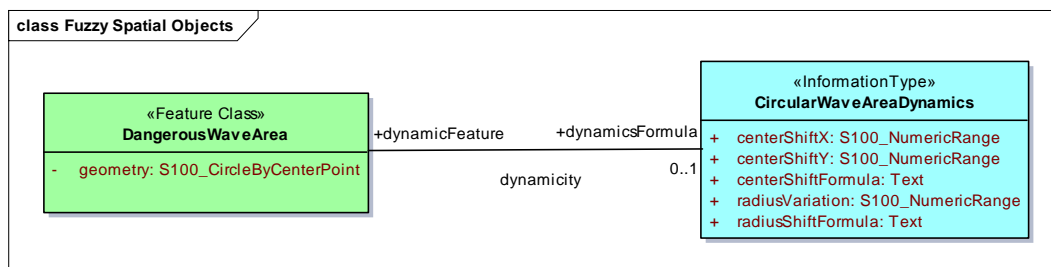 class Fuzzy Spatial Objects
«Feature Class»
DangerousWaveArea
- geometry: S100_CircleByCenterPoint
+dynamicFeature
+dynamicsFormula
dynamicity
0..1
«InformationType»
CircularWaveAreaDynamics
+ centerShiftX: S100_NumericRange
+ centerShiftY: S100_NumericRange
+ centerShiftFormula: Text
+ radiusVariation: S100_NumericRange
+ radiusShiftFormula: Text